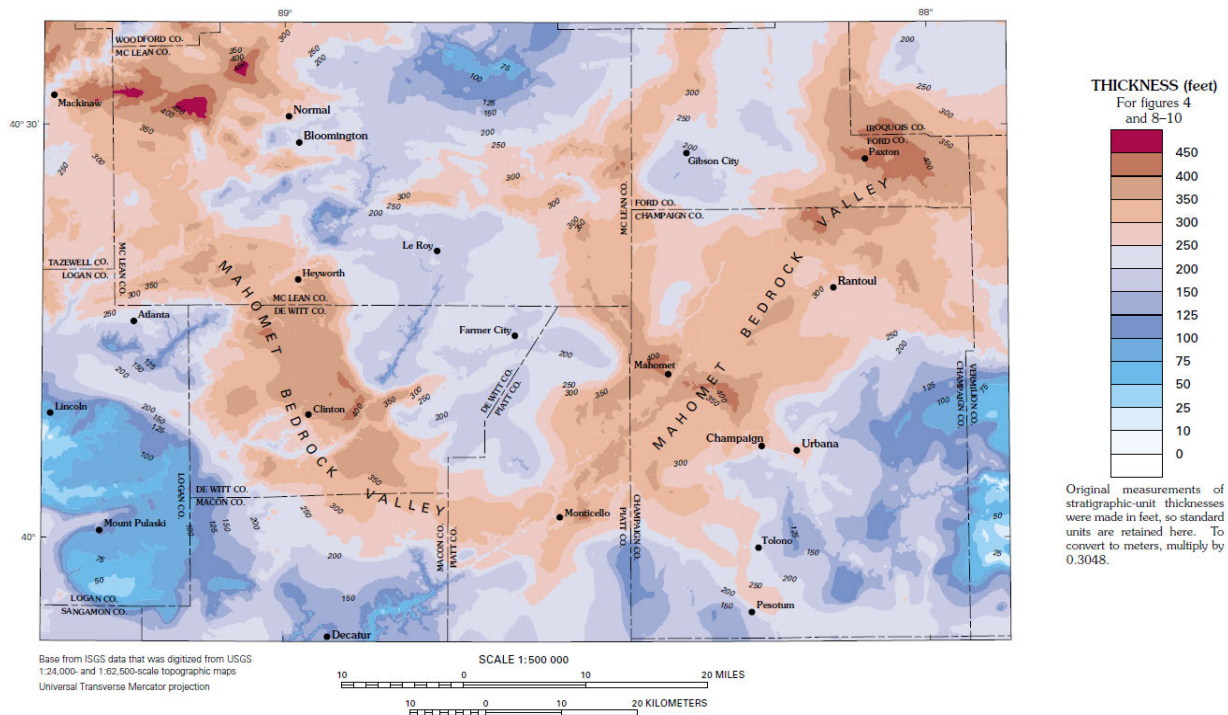 89°
88°
40° 30'
40°
WOODFORD CO.
MC LEAN CO.
Mackinaw
Normal
Bloomington
Gibson City
IROQUOIS CO.
FORD CO.
Paxton
MC LEAN CO.
FORD CO.
CHAMPAIGN CO.
Le Roy
TAZEWELL CO.
LOGAN CO.
MC LEAN CO.
Heyworth
MC LEAN CO.
DE WITT CO.
Rantoul
Atlanta
Farmer City
DE WITT CO.
PIATT CO.
Mahomet
MAHOMET BEDROCK VALLEY
MAHOMET BEDROCK VALLEY
VERMILION CO.
CHAMPAIGN CO.
Lincoln
Clinton
Champaign
Urbana
LOGAN CO.
DE WITT CO.
MACON CO.
Monticello
Mount Pulaski
MACON CO.
PIATT CO.
CHAMPAIGN CO.
PIATT CO.
Tolono
Pesotum
LOGAN CO.
SANGAMON CO.
Decatur
THICKNESS (feet)
For figures 4
and 8–10
450
400
350
300
250
200
150
125
100
75
50
25
10
0
Original measurements of
stratigraphic-unit thicknesses
were made in feet, so standard
units are retained here. To
convert to meters, multiply by
0.3048.
Base from ISGS data that was digitized from USGS
1:24,000- and 1:62,500-scale topographic maps
Universal Transverse Mercator projection
SCALE 1:500 000
10 0 10 20 MILES
10 0 10 20 KILOMETERS